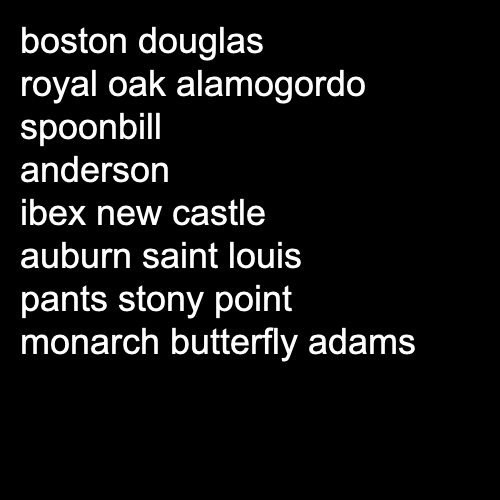 boston douglas
royal oak alamogordo
spoonbill
anderson
ibex new castle
auburn saint louis
pants stony point
monarch butterfly adams